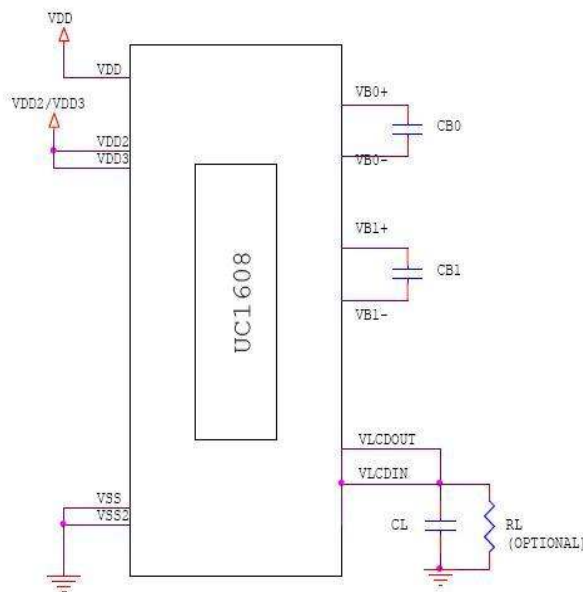 VDD
VDD
VDD2/VDD3
VDD2
VDD3
VB0+
CB0
VB0-
VB1+
CB1
VB1-
UC1608
VLCDOUT
VLCDIN
VSS
VSS2
CL
RL
(OPTIONAL)